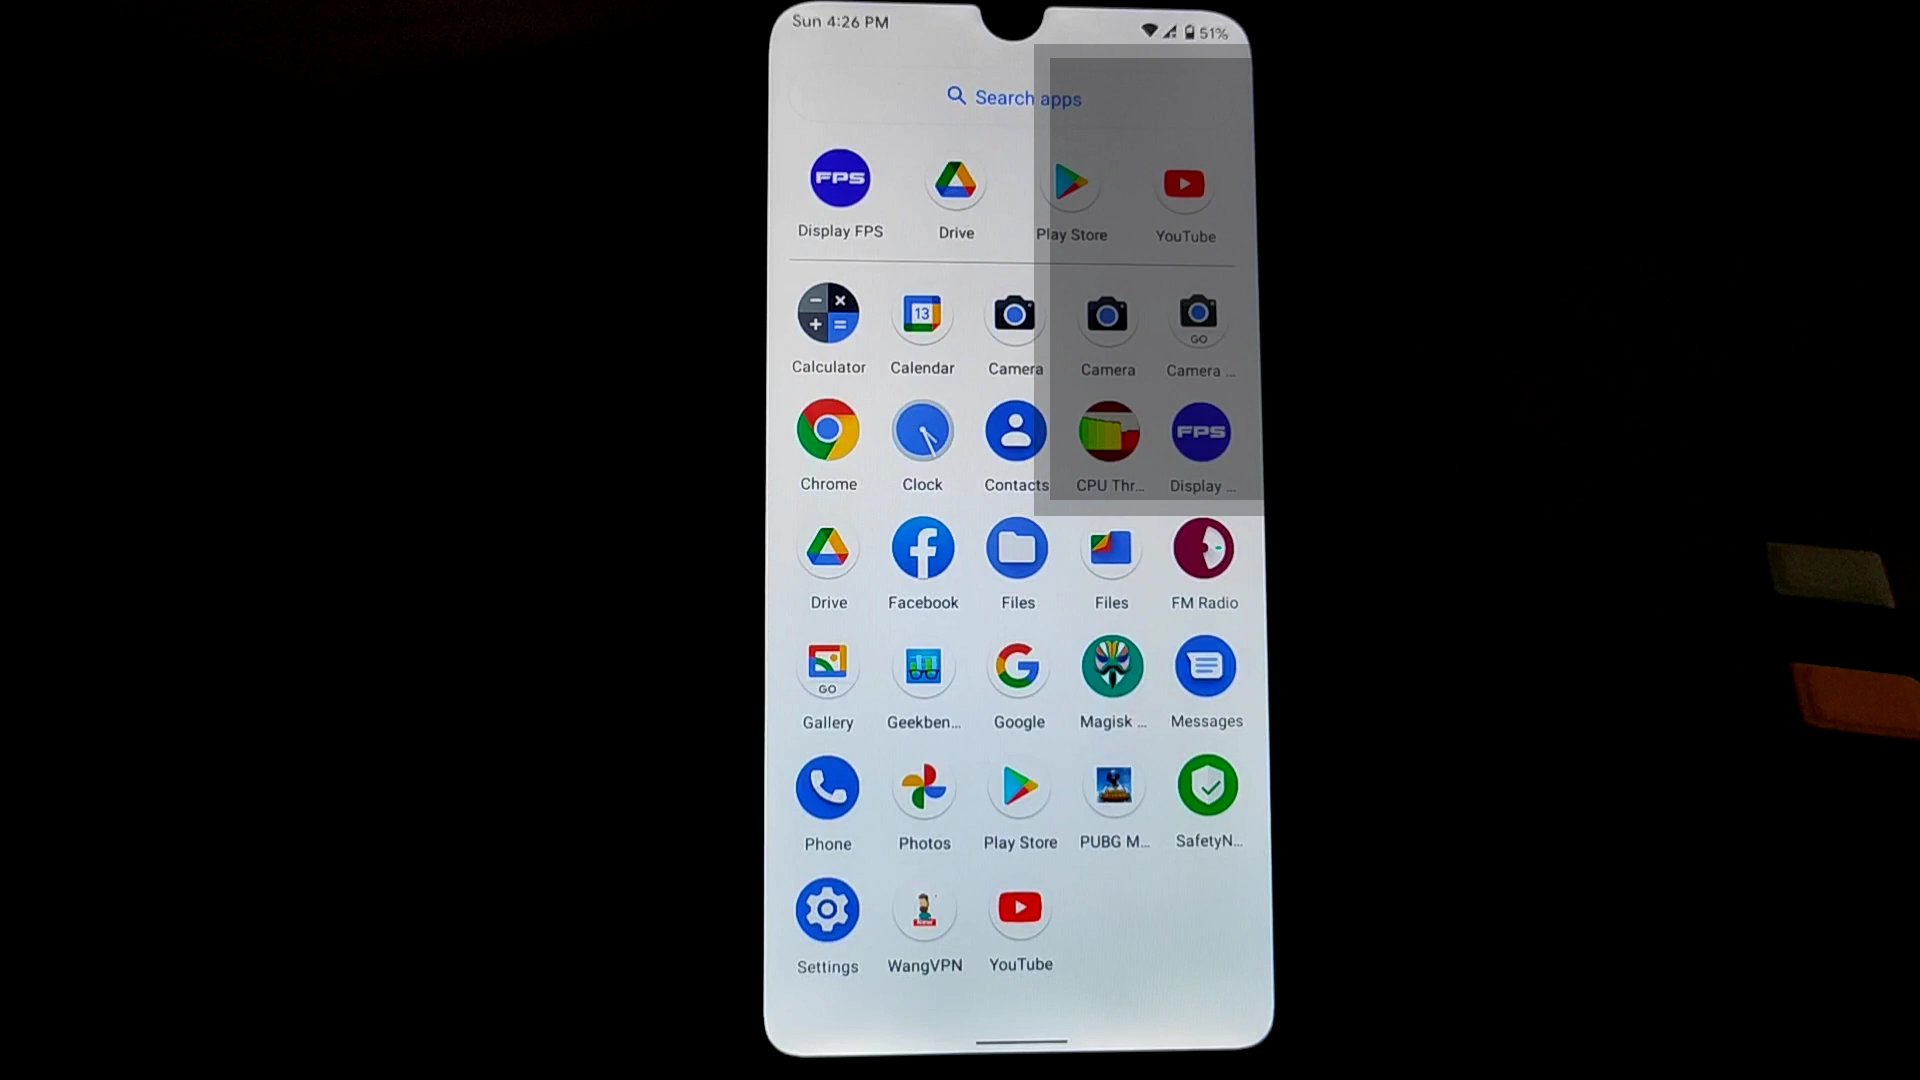 Sun 4:26 PM
51%
Search apps
FPS
Display FPS
Drive
Play Store
YouTube
13
GO
Calculator
Calendar
Camera
Camera
Camera ...
FPS
Chrome
Clock
Contacts
CPU Thr...
Display ...
Drive
Facebook
Files
Files
FM Radio
GO
Gallery
Geekben...
Google
Magisk ...
Messages
Phone
Photos
Play Store
PUBG M...
SafetyN...
Settings
WangVPN
YouTube